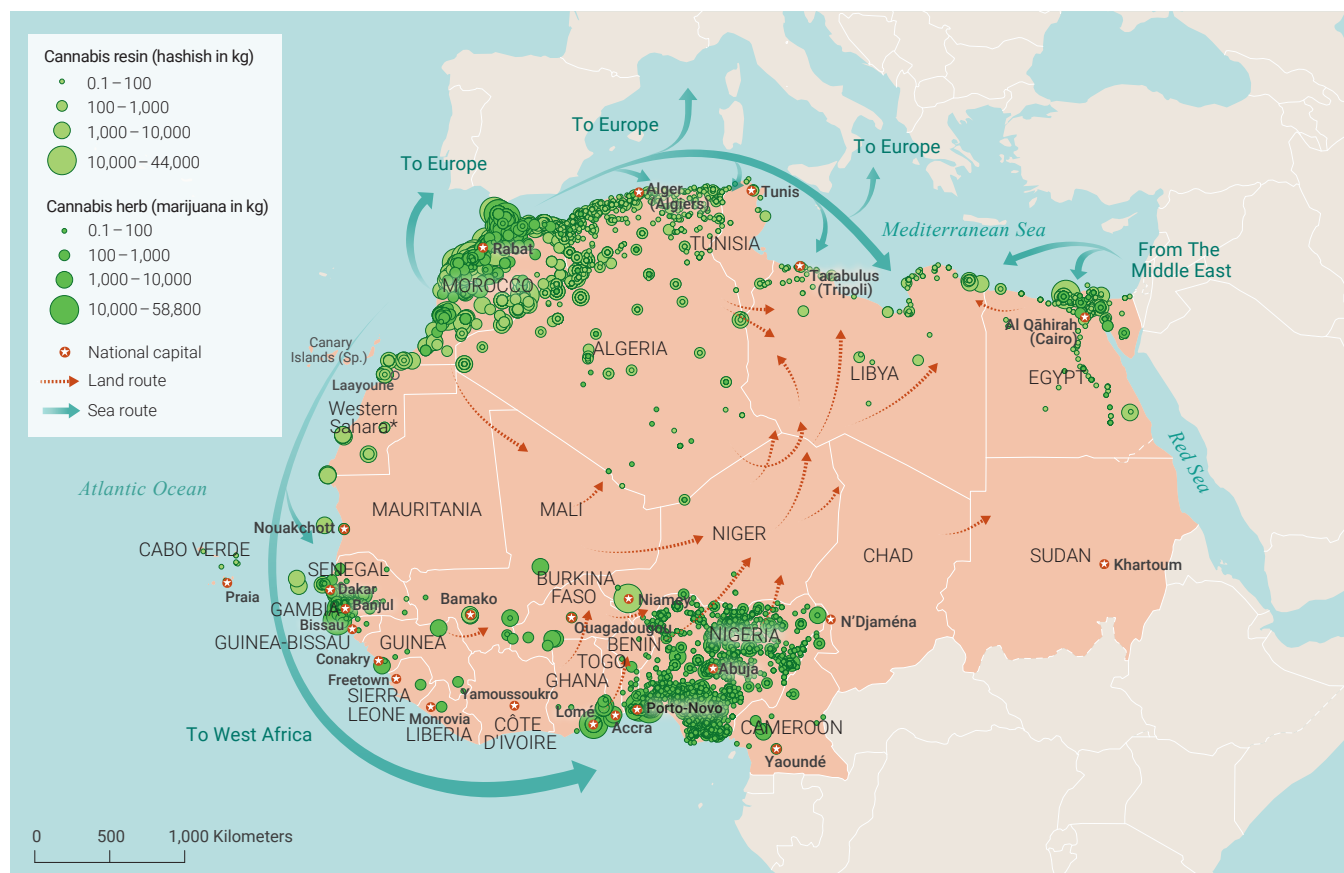 Cannabis resin (hashish in kg)
0.1 – 100
100 – 1,000
1,000 – 10,000
10,000 – 44,000
Cannabis herb (marijuana in kg)
0.1 – 100
100 – 1,000
1,000 – 10,000
10,000 – 58,800
National capital
Land route
Sea route
To Europe
To Europe
To Europe
Mediterranean Sea
From The
Middle East
Alger
(Algiers)
Tunis
TUNISIA
Rabat
MOROCCO
Tarabulus
(Tripoli)
Al Qāhirah
(Cairo)
Canary
Islands (Sp.)
Laayoune
Western
Sahara*
ALGERIA
LIBYA
EGYPT
Red Sea
Atlantic Ocean
MAURITANIA
MALI
NIGER
CHAD
SUDAN
Khartoum
Nouakchott
CABO VERDE
Praia
SENEGAL
Dakar
GAMBIA
Banjul
Bissau
GUINEA-BISSAU
GUINEA
Bamako
BURKINA
FASO
Niamey
Ouagadougou
BENIN
TOGO
GHANA
NIGERIA
Abuja
N'Djaména
Conakry
Freetown
SIERRA
LEONE
Monrovia
LIBERIA
Yamoussoukro
CÔTE
D'IVOIRE
Lomé
Accra
Porto-Novo
CAMEROON
Yaoundé
To West Africa
0 500 1,000 Kilometers